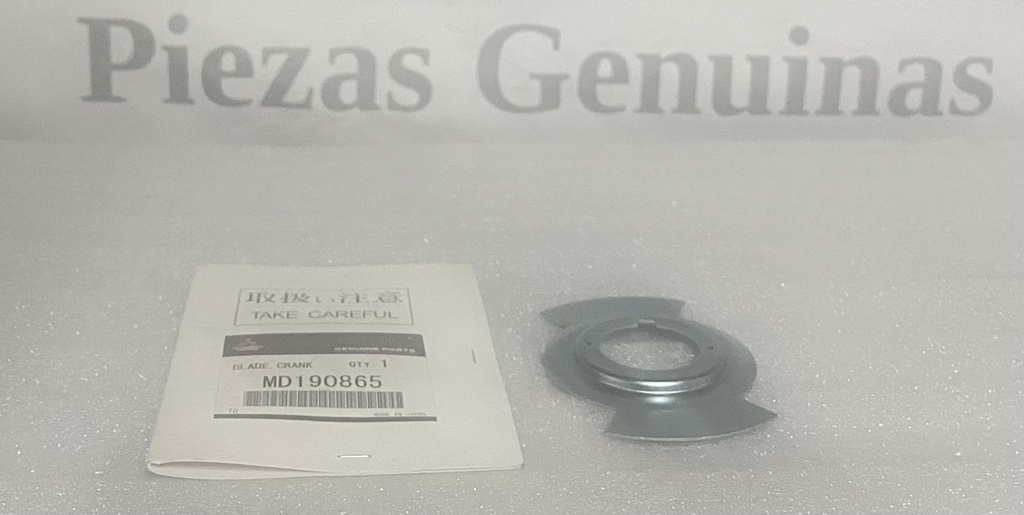 Piezas Genuinas
取扱い注意
TAKE CAREFUL
GENUINE PARTS
BLADE, CRANK QTY 1
MD190865